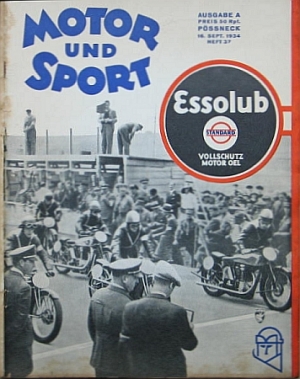 MOTOR
UND
SPORT
AUSGABE A
PREIS 50 Rpf.
PÖSSNECK
16. SEPT. 1934
HEFT 37
Essolub
STANDARD
VOLLSCHUTZ
MOTOR OEL